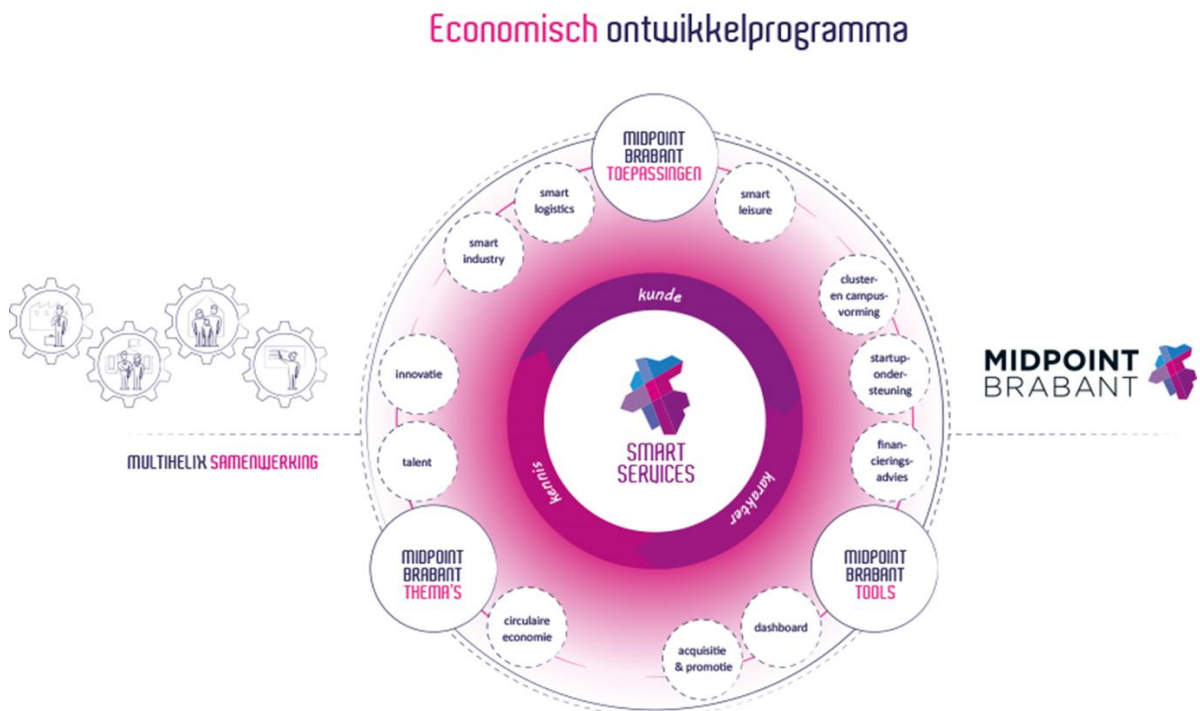 Economisch ontwikkelprogramma
MIDPOINT
BRABANT
TOEPASSINGEN
smart
logistics
smart
leisure
smart
industry
cluster-
en campus-
vorming
kunde
innovatie
startup-
onder-
steuning
MIDPOINT
BRABANT
SMART
SERVICES
MULTIHELIX SAMENWERKING
talent
finan-
cierings-
advies
kennis
karakter
MIDPOINT
BRABANT
THEMA'S
MIDPOINT
BRABANT
TOOLS
circulaire
economie
dashboard
acquisitie
& promotie